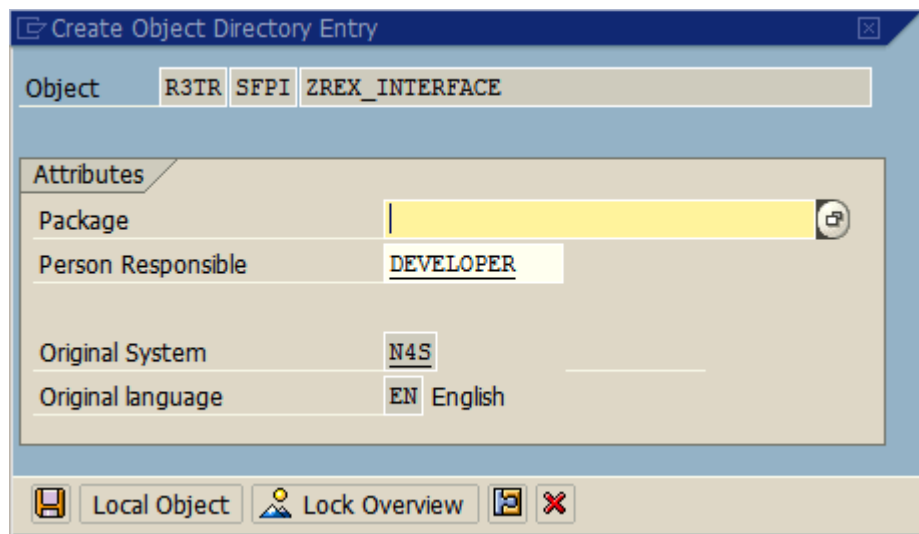 Create Object Directory Entry
Object R3TR SFPI ZREX_INTERFACE
Attributes
Package
Person Responsible DEVELOPER
Original System N4S
Original language EN English
Local Object Lock Overview